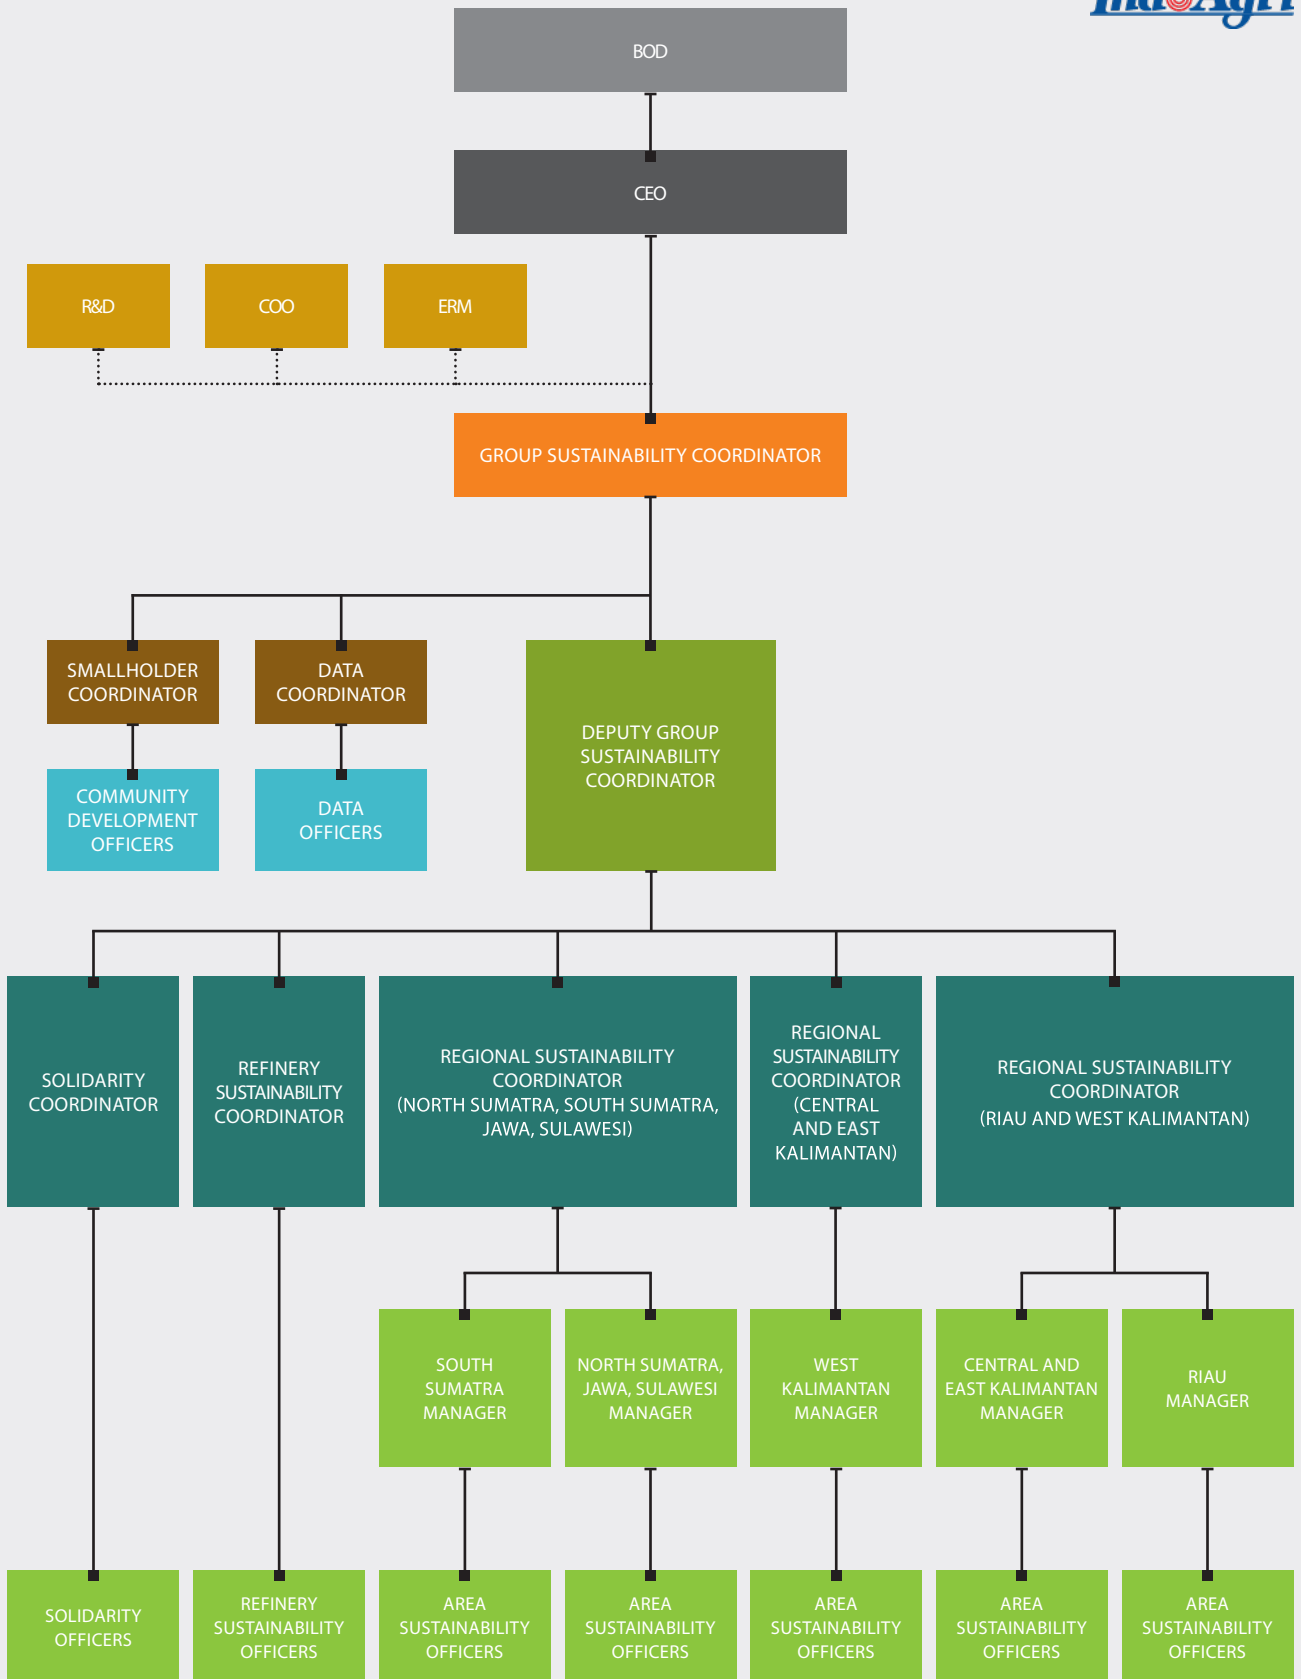 IndoAgri
BOD
CEO
R&D
COO
ERM
GROUP SUSTAINABILITY COORDINATOR
SMALLHOLDER
COORDINATOR
DATA
COORDINATOR
DEPUTY GROUP
SUSTAINABILITY
COORDINATOR
COMMUNITY
DEVELOPMENT
OFFICERS
DATA
OFFICERS
SOLIDARITY
COORDINATOR
REFINERY
SUSTAINABILITY
COORDINATOR
REGIONAL SUSTAINABILITY
COORDINATOR
(NORTH SUMATRA, SOUTH SUMATRA,
JAWA, SULAWESI)
REGIONAL
SUSTAINABILITY
COORDINATOR
(CENTRAL
AND EAST
KALIMANTAN)
REGIONAL SUSTAINABILITY
COORDINATOR
(RIAU AND WEST KALIMANTAN)
SOUTH
SUMATRA
MANAGER
NORTH SUMATRA,
JAWA, SULAWESI
MANAGER
WEST
KALIMANTAN
MANAGER
CENTRAL AND
EAST KALIMANTAN
MANAGER
RIAU
MANAGER
SOLIDARITY
OFFICERS
REFINERY
SUSTAINABILITY
OFFICERS
AREA
SUSTAINABILITY
OFFICERS
AREA
SUSTAINABILITY
OFFICERS
AREA
SUSTAINABILITY
OFFICERS
AREA
SUSTAINABILITY
OFFICERS
AREA
SUSTAINABILITY
OFFICERS